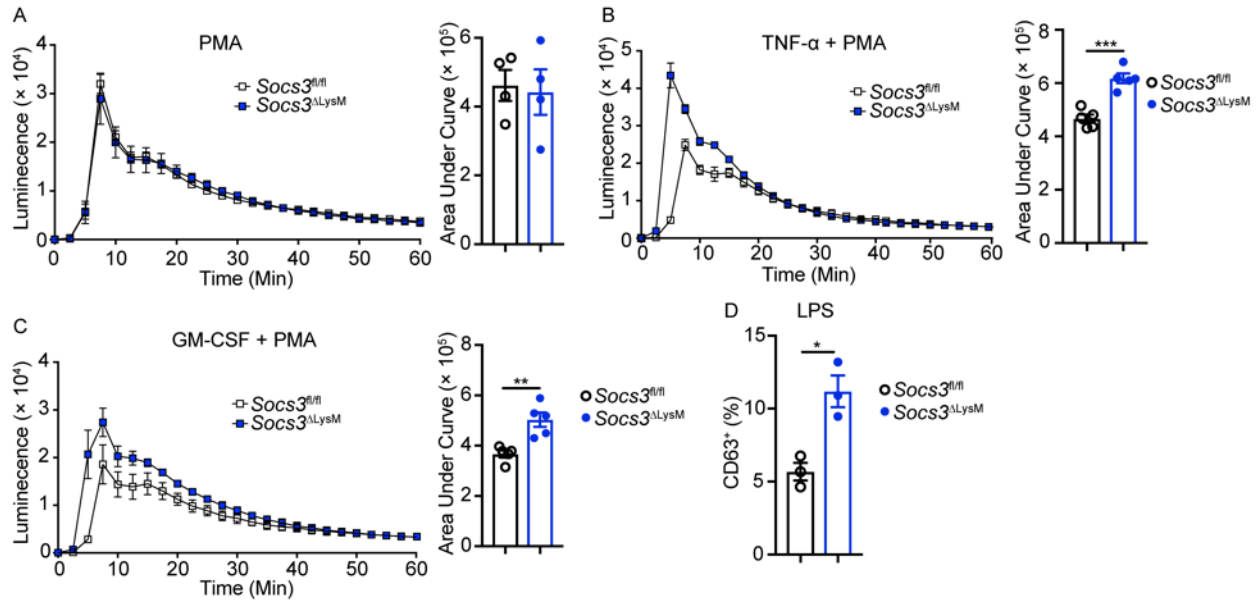 A
PMA
Luminecence (× 10⁴)
4
3
2
1
0
0 10 20 30 40 50 60
Time (Min)
Socs3fl/fl
Socs3ΔLysM
Area Under Curve (× 10⁵)
6
4
2
0
B
TNF-α + PMA
Luminecence (× 10⁴)
5
4
3
2
1
0
0 10 20 30 40 50 60
Time (Min)
Socs3fl/fl
Socs3ΔLysM
Area Under Curve (× 10⁵)
8
6
4
2
0
***
Socs3fl/fl
Socs3ΔLysM
C
GM-CSF + PMA
Luminecence (× 10⁴)
4
3
2
1
0
0 10 20 30 40 50 60
Time (Min)
Socs3fl/fl
Socs3ΔLysM
Area Under Curve (× 10⁵)
8
6
4
2
0
**
Socs3fl/fl
Socs3ΔLysM
D
LPS
CD63⁺ (%)
15
10
5
0
*
Socs3fl/fl
Socs3ΔLysM